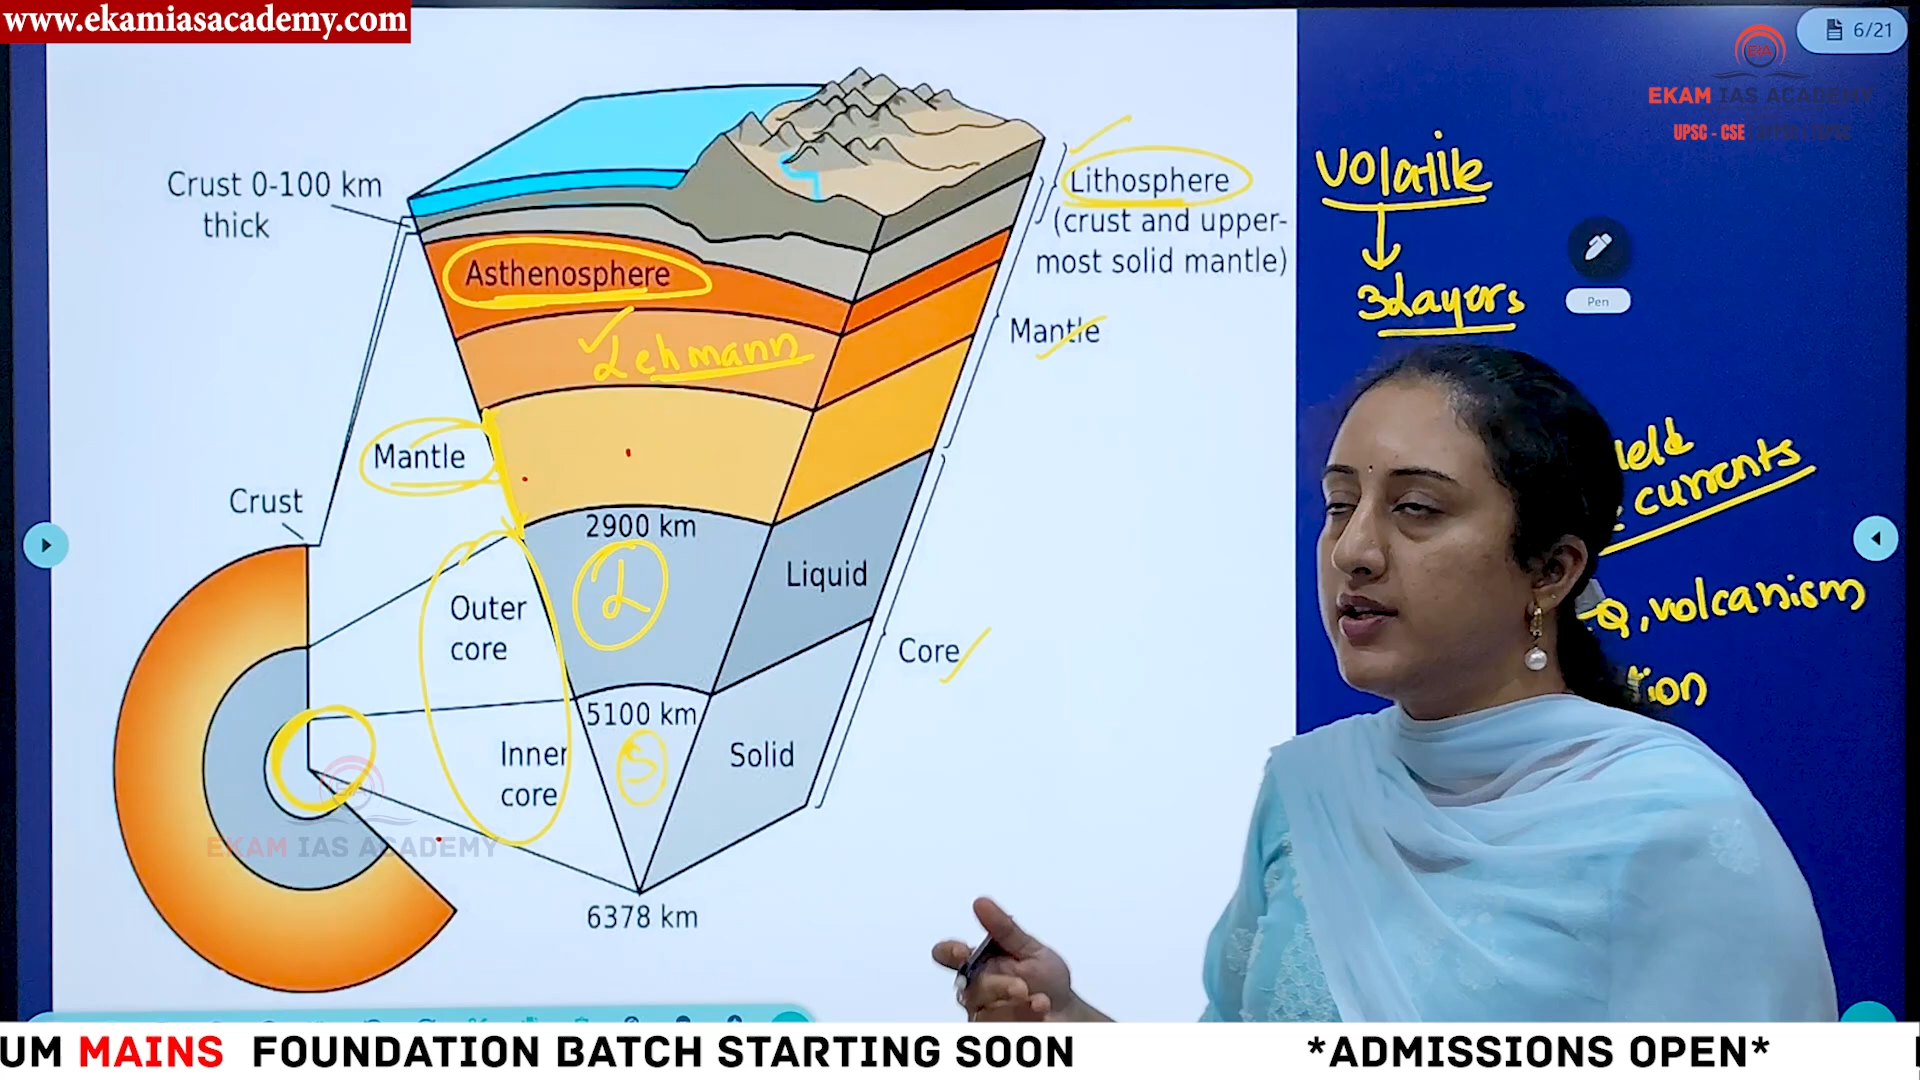 www.ekamiasacademy.com
6/21
EKAM IAS ACADEMY
UPSC - CSE
Crust 0-100 km
thick
Lithosphere
(crust and upper-
most solid mantle)
Volatile
3 Layers
Pen
Asthenosphere
Lehmann
Mantle
Mantle
Crust
currents
2900 km
L
Liquid
Outer
core
Q, volcanism
Core
5100 km
S
Inner
core
Solid
EKAM IAS ACADEMY
6378 km
UM MAINS FOUNDATION BATCH STARTING SOON *ADMISSIONS OPEN*